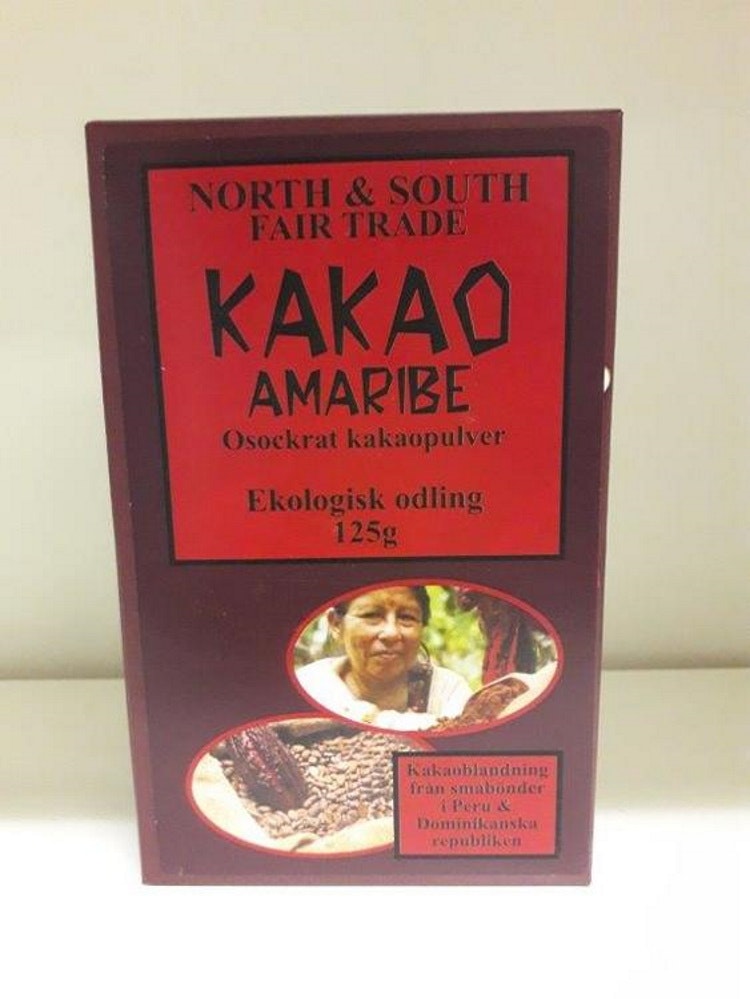 NORTH & SOUTH
FAIR TRADE
KAKAO
AMARIBE
Osockrat kakaopulver
Ekologisk odling
125g
Kakaoblandning
från småbönder
i Peru &
Dominikanska
republiken